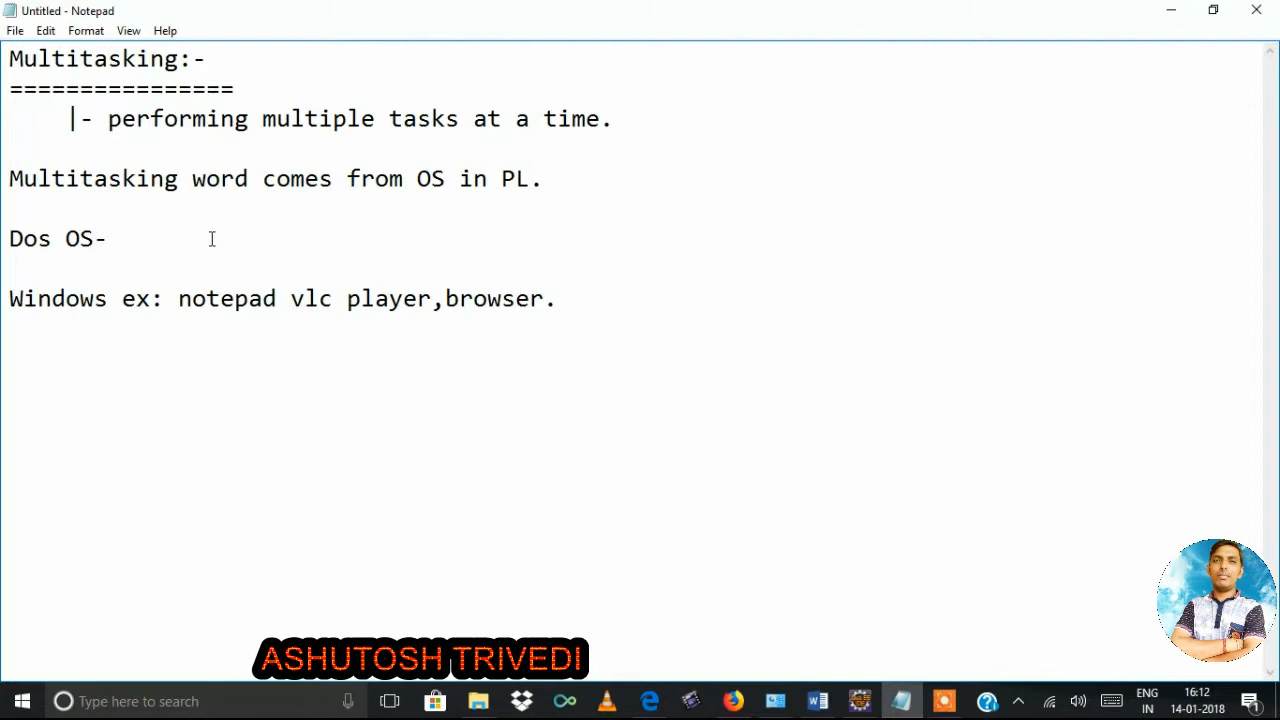 Untitled - Notepad
File Edit Format View Help
Multitasking:-
================
|- performing multiple tasks at a time.
Multitasking word comes from OS in PL.
Dos OS-
Windows ex: notepad vlc player,browser.
ASHUTOSH TRIVEDI
Type here to search
ENG
IN
16:12
14-01-2018
1